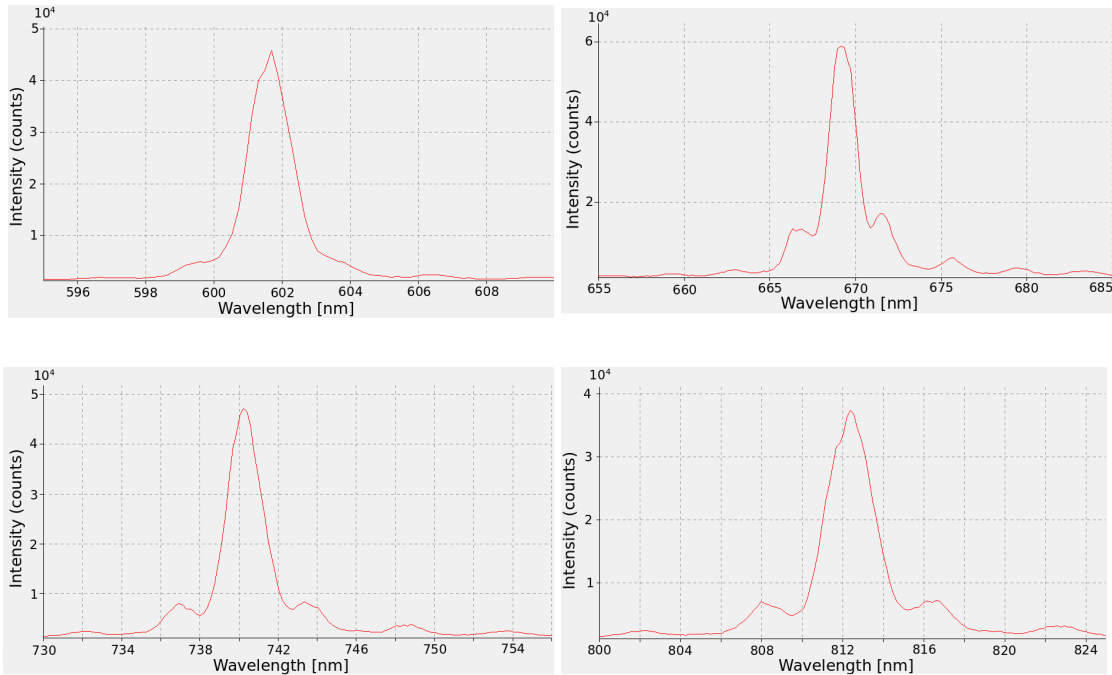 10⁴
5
4
3
2
1
Intensity (counts)
596 598 600 602 604 606 608
Wavelength [nm]
10⁴
6
4
2
Intensity (counts)
655 660 665 670 675 680 685
Wavelength [nm]
10⁴
5
4
3
2
1
Intensity (counts)
730 734 738 742 746 750 754
Wavelength [nm]
10⁴
4
3
2
1
Intensity (counts)
800 804 808 812 816 820 824
Wavelength [nm]